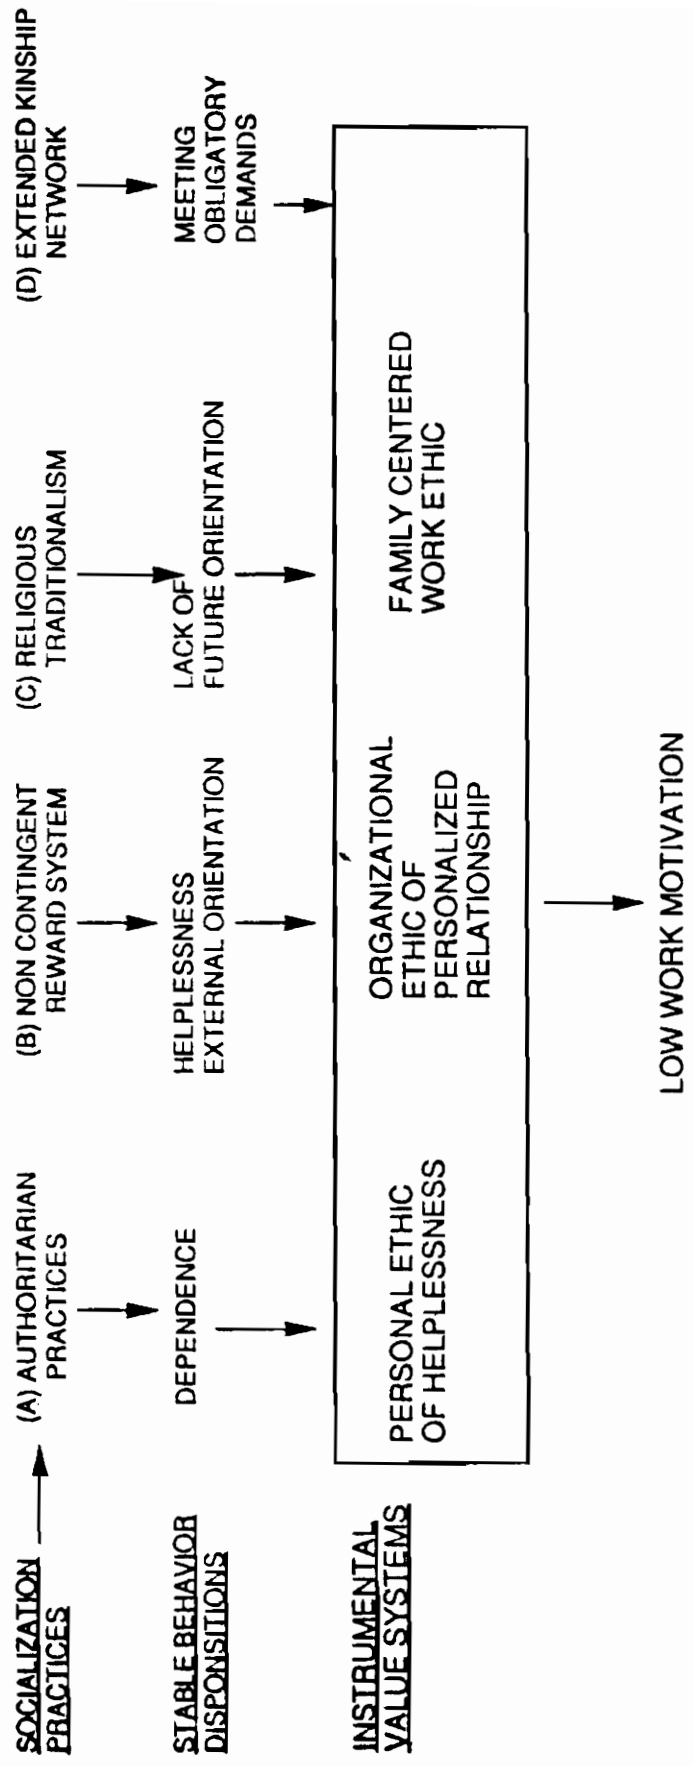 SOCIALIZATION
PRACTICES
(A) AUTHORITARIAN
PRACTICES
(B) NON CONTINGENT
REWARD SYSTEM
(C) RELIGIOUS
TRADITIONALISM
(D) EXTENDED KINSHIP
NETWORK
STABLE BEHAVIOR
DISPONSITIONS
DEPENDENCE
HELPLESSNESS
EXTERNAL ORIENTATION
LACK OF
FUTURE ORIENTATION
MEETING
OBLIGATORY
DEMANDS
INSTRUMENTAL
VALUE SYSTEMS
PERSONAL ETHIC
OF HELPLESSNESS
ORGANIZATIONAL
ETHIC OF
PERSONALIZED
RELATIONSHIP
FAMILY CENTERED
WORK ETHIC
LOW WORK MOTIVATION